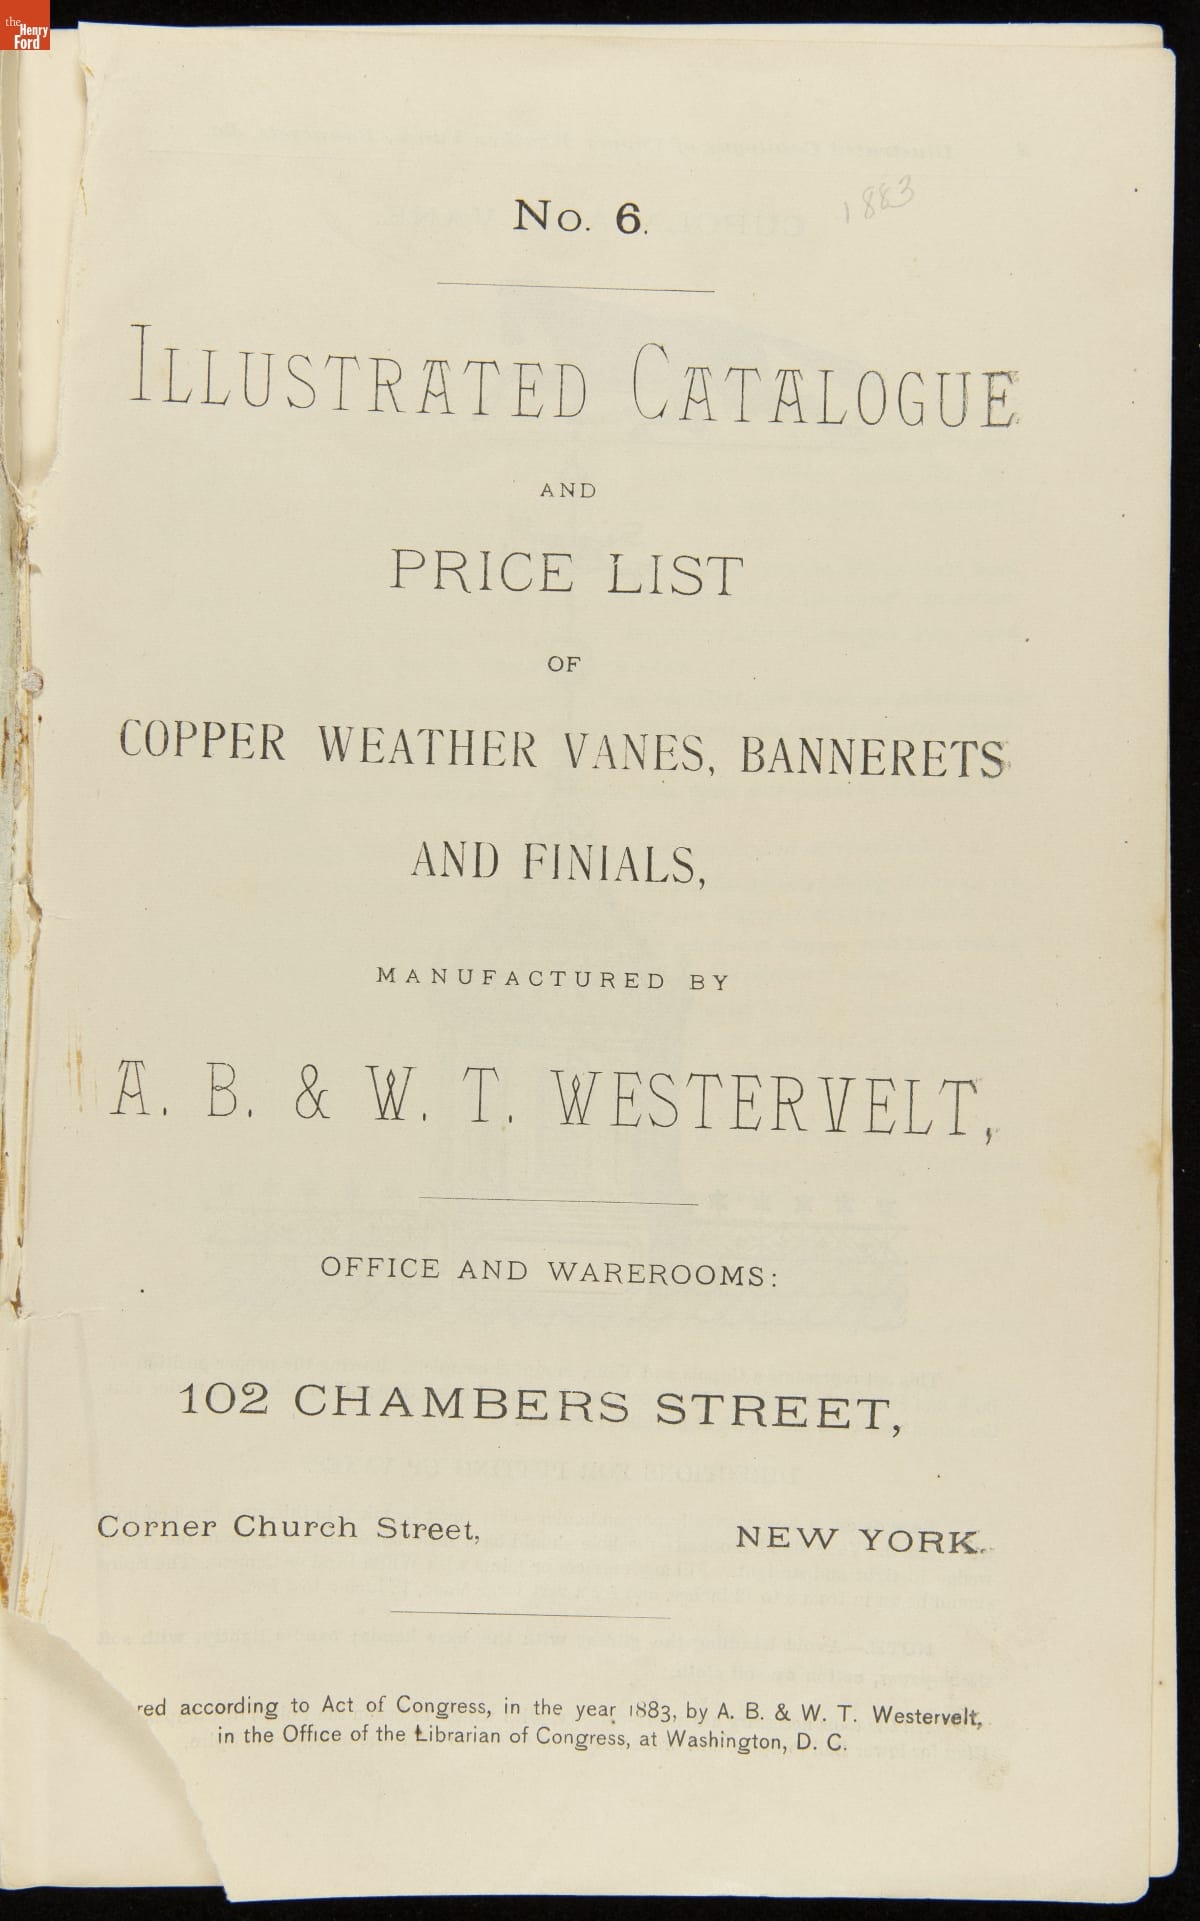 the
Henry
Ford
No. 6.
1883
ILLUSTRATED CATALOGUE
AND
PRICE LIST
OF
COPPER WEATHER VANES, BANNERETS
AND FINIALS,
MANUFACTURED BY
A. B. & W. T. WESTERVELT,
OFFICE AND WAREROOMS:
102 CHAMBERS STREET,
Corner Church Street, NEW YORK.
red according to Act of Congress, in the year 1883, by A. B. & W. T. Westervelt,
in the Office of the Librarian of Congress, at Washington, D. C.